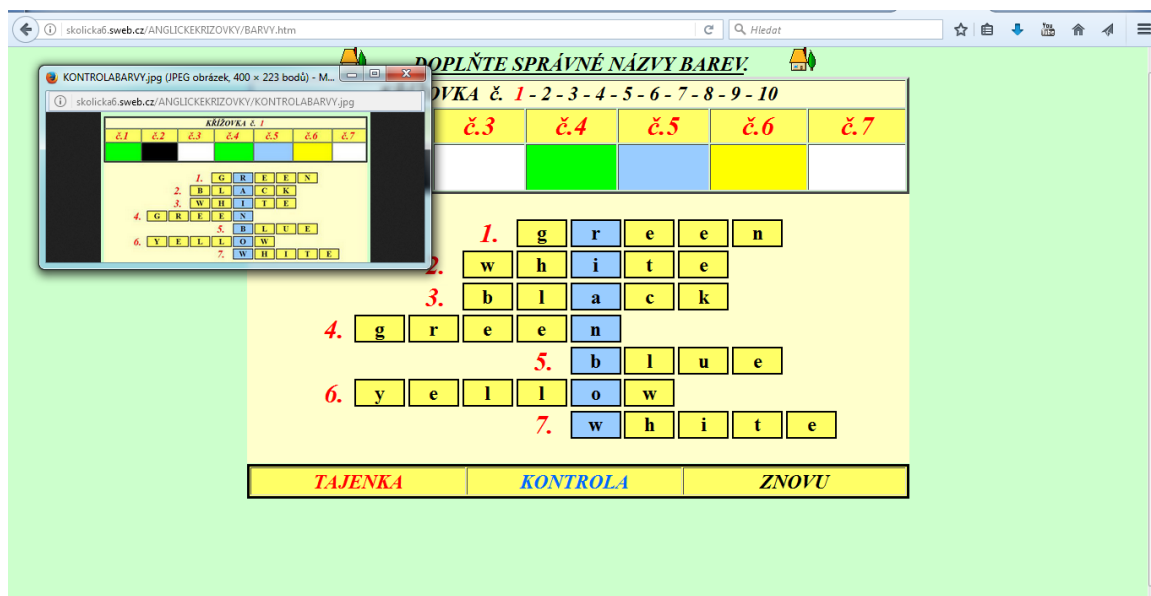 skolicka6.sweb.cz/ANGLICKEKRIZOVKY/BARVY.htm
Hledat
DOPLŇTE SPRÁVNÉ NÁZVY BAREV.
KONTROLABARVY.jpg (JPEG obrázek, 400 × 223 bodů) - M...
skolicka6.sweb.cz/ANGLICKEKRIZOVKY/KONTROLABARVY.jpg
KŘÍŽOVKA č. 1
č.1 č.2 č.3 č.4 č.5 č.6 č.7
1. G R E E N
2. B L A C K
3. W H I T E
4. G R E E N
5. B L U E
6. Y E L L O W
7. W H I T E
VKA č. 1 - 2 - 3 - 4 - 5 - 6 - 7 - 8 - 9 - 10
č.3 č.4 č.5 č.6 č.7
1. g r e e n
2. w h i t e
3. b l a c k
4. g r e e n
5. b l u e
6. y e l l o w
7. w h i t e
TAJENKA KONTROLA ZNOVU